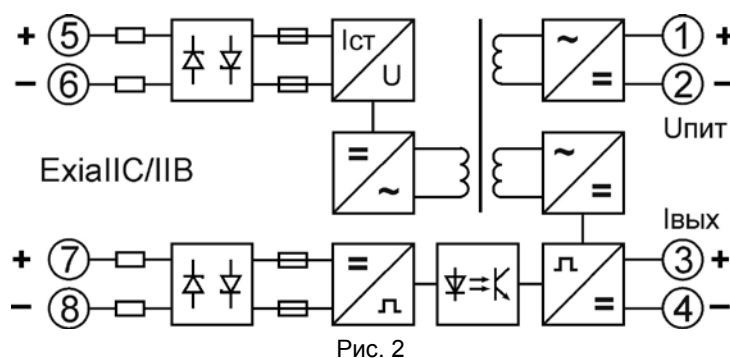 + 5 Iст 1 +
− 6 U 2 −
~ =
Uпит
= ~
~ =
ExiaIIC/IIB
Iвых
+ 7 = 3 +
− 8 = 4 −
Рис. 2